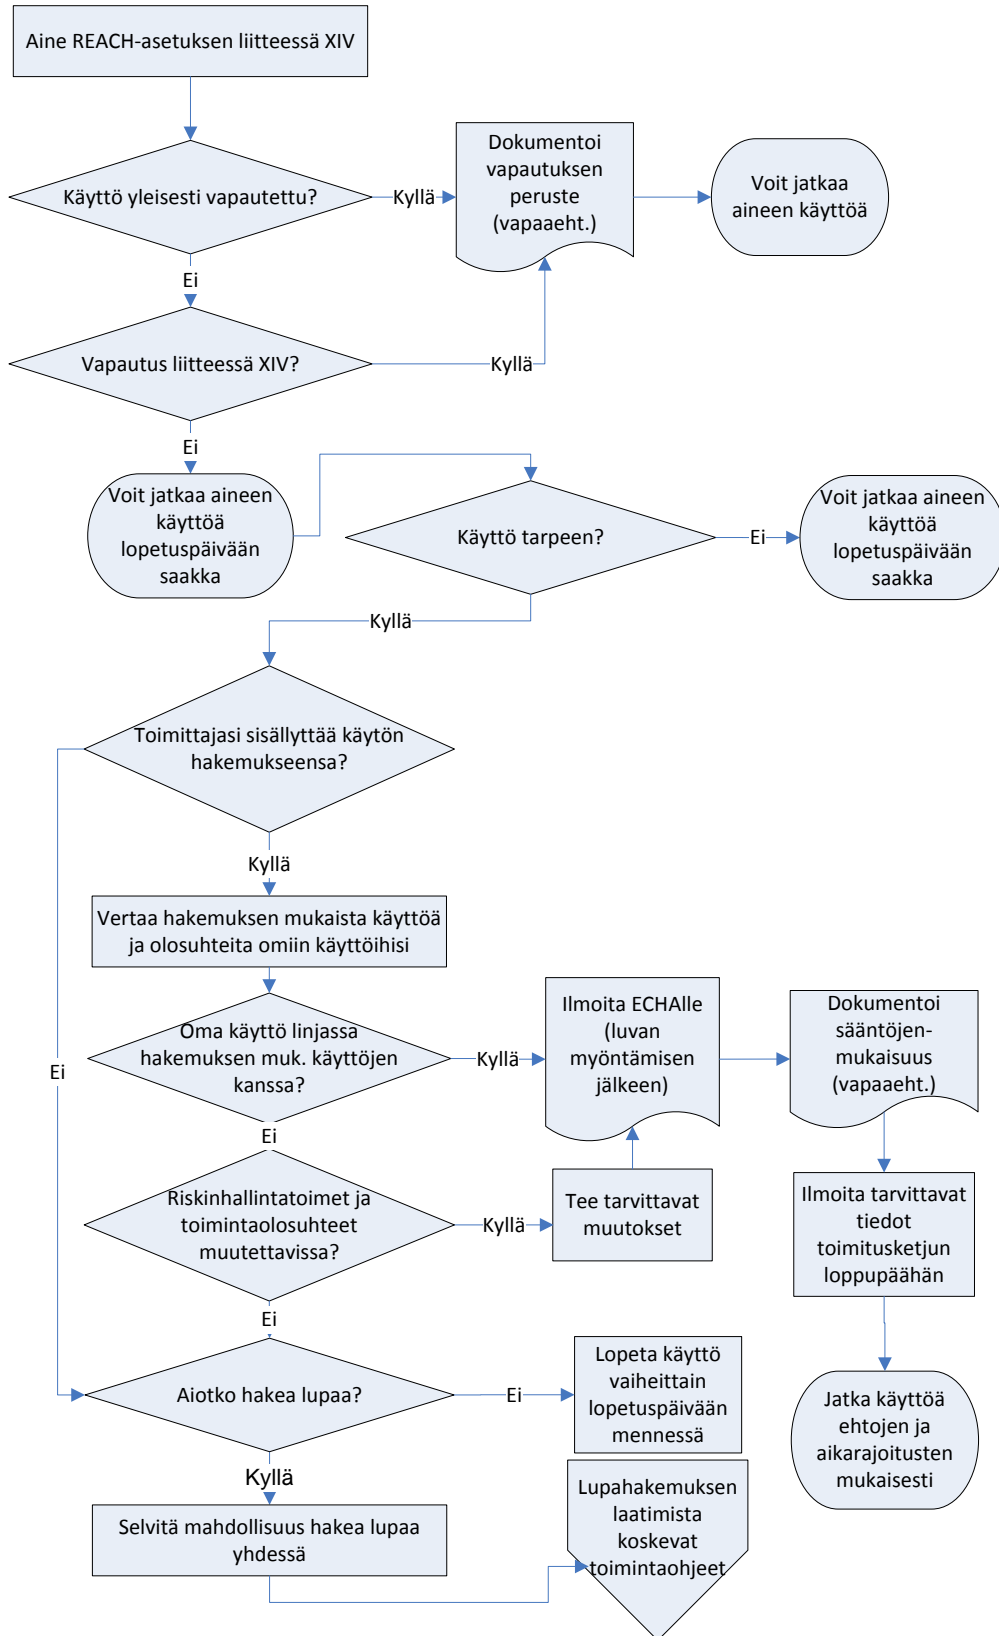 Aine REACH-asetuksen liitteessä XIV
Käyttö yleisesti vapautettu?
Kyllä
Dokumentoi
vapautuksen
peruste
(vapaaeht.)
Voit jatkaa
aineen käyttöä
Ei
Vapautus liitteessä XIV?
Kyllä
Ei
Voit jatkaa aineen
käyttöä
lopetuspäivään
saakka
Käyttö tarpeen?
Ei
Voit jatkaa aineen
käyttöä
lopetuspäivään
saakka
Kyllä
Toimittajasi sisällyttää käytön
hakemukseensa?
Kyllä
Vertaa hakemuksen mukaista käyttöä
ja olosuhteita omiin käyttöihisi
Ei
Oma käyttö linjassa
hakemuksen muk. käyttöjen
kanssa?
Kyllä
Ilmoita ECHAlle
(luvan
myöntämisen
jälkeen)
Dokumentoi
sääntöjen-
mukaisuus
(vapaaeht.)
Ei
Riskinhallintatoimet ja
toimintaolosuhteet
muutettavissa?
Kyllä
Tee tarvittavat
muutokset
Ilmoita tarvittavat
tiedot
toimitusketjun
loppupäähän
Ei
Aiotko hakea lupaa?
Ei
Lopeta käyttö
vaiheittain
lopetuspäivään
mennessä
Jatka käyttöä
ehtojen ja
aikarajoitusten
mukaisesti
Kyllä
Selvitä mahdollisuus hakea lupaa
yhdessä
Lupahakemuksen
laatimista
koskevat
toimintaohjeet